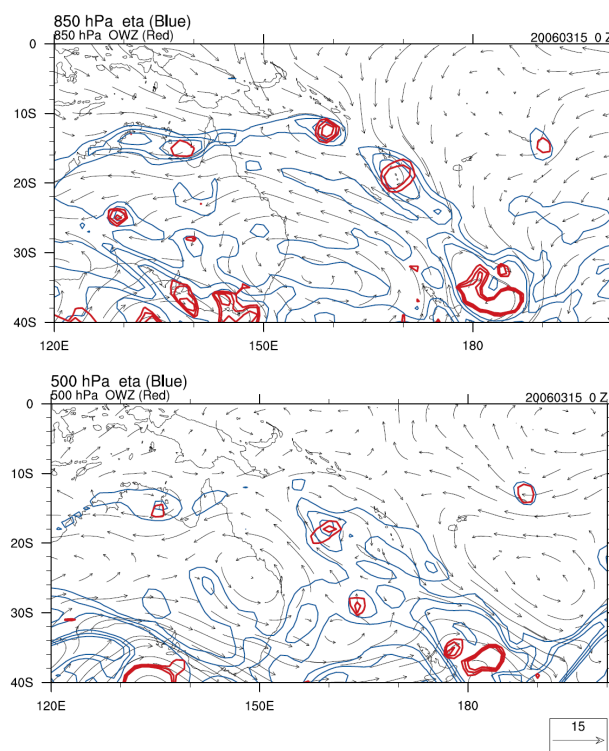 850 hPa eta (Blue)
850 hPa OWZ (Red)
20060315 0 Z
0
10S
20S
30S
40S
120E
150E
180
500 hPa eta (Blue)
500 hPa OWZ (Red)
20060315 0 Z
0
10S
20S
30S
40S
120E
150E
180
15